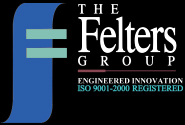 THE
Felters
GROUP
ENGINEERED INNOVATION
ISO 9001-2000 REGISTERED